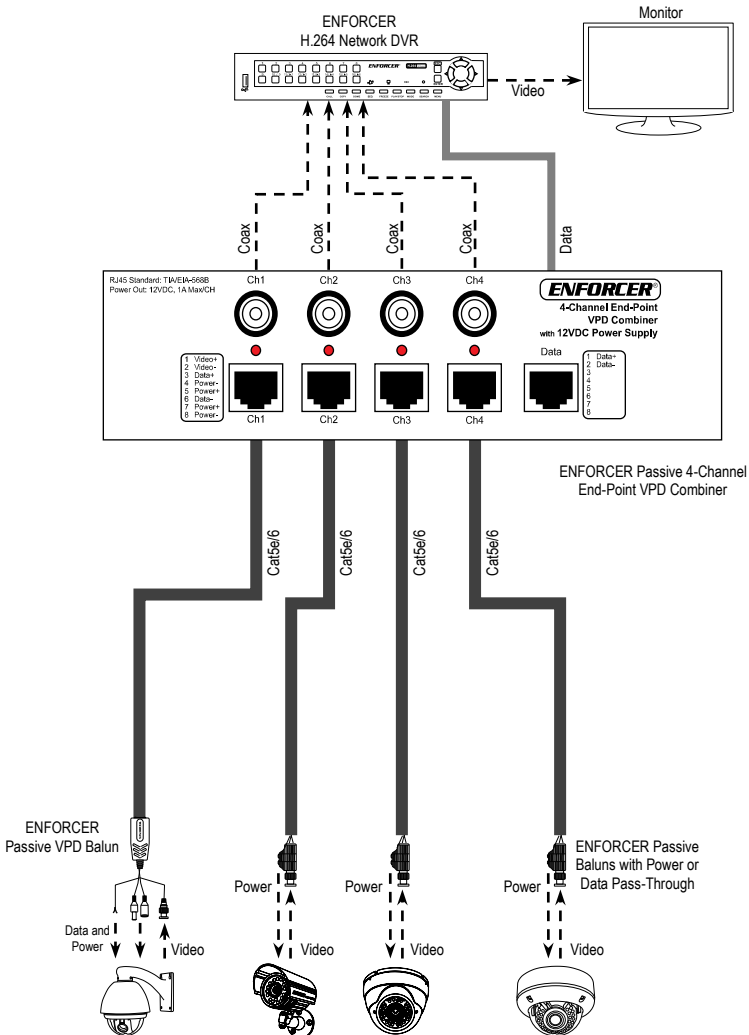 ENFORCER
H.264 Network DVR
Monitor
ENFORCER
Video
Coax
Coax
Coax
Coax
Data
RJ45 Standard: TIA/EIA-568B
Power Out: 12VDC, 1A Max/CH
Ch1
Ch2
Ch3
Ch4
ENFORCER®
4-Channel End-Point
VPD Combiner
with 12VDC Power Supply
1 Video+
2 Video-
3 Data+
4 Power-
5 Power+
6 Data-
7 Power+
8 Power-
Data
1 Data+
2 Data-
3
4
5
6
7
8
Ch1
Ch2
Ch3
Ch4
ENFORCER Passive 4-Channel
End-Point VPD Combiner
Cat5e/6
Cat5e/6
Cat5e/6
Cat5e/6
ENFORCER
Passive VPD Balun
ENFORCER Passive
Baluns with Power or
Data Pass-Through
Power
Power
Power
Data and
Power
Video
Video
Video
Video